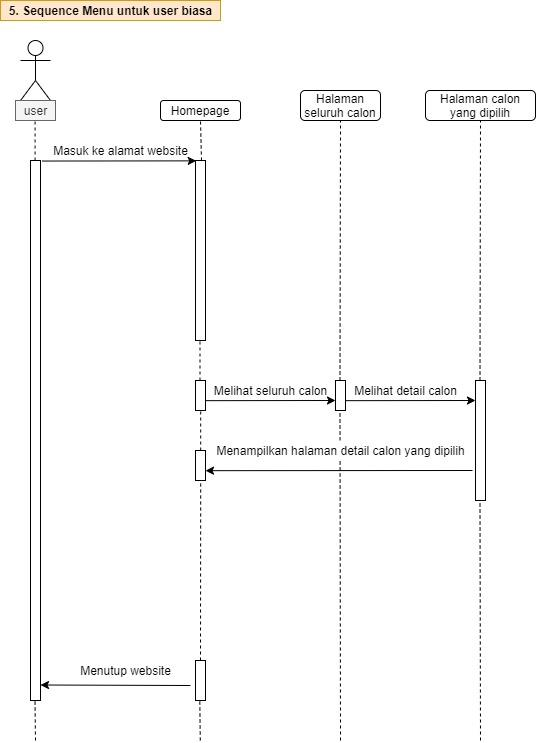 5. Sequence Menu untuk user biasa
user
Homepage
Halaman
seluruh calon
Halaman calon
yang dipilih
Masuk ke alamat website
Melihat seluruh calon
Melihat detail calon
Menampilkan halaman detail calon yang dipilih
Menutup website